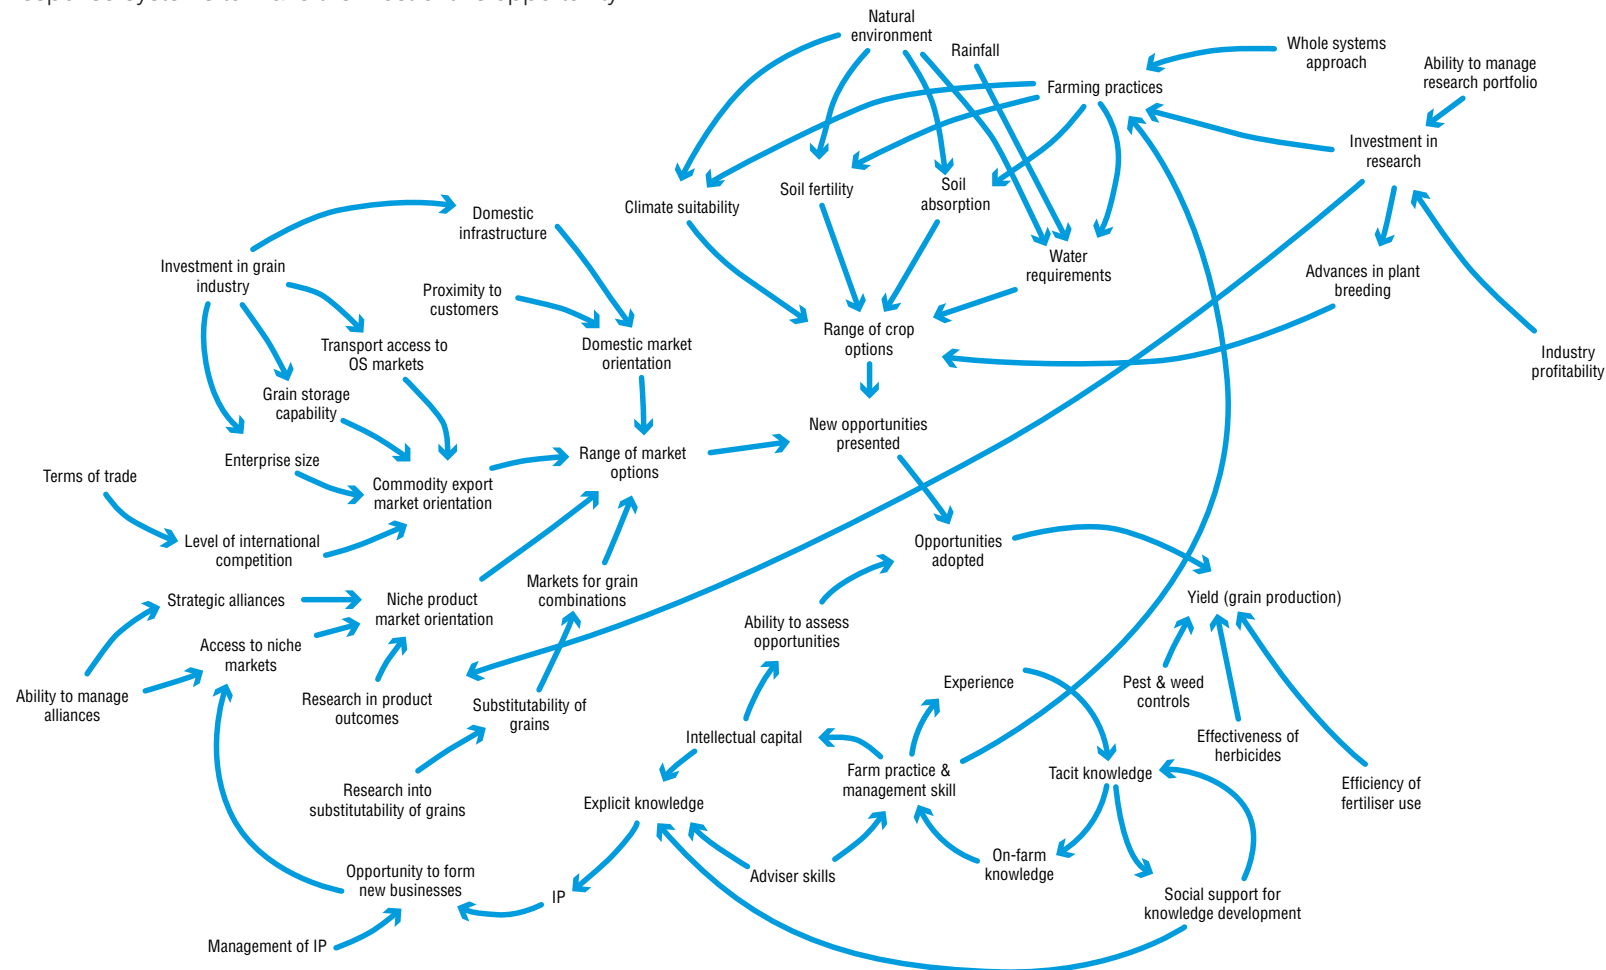 Natural
environment
Rainfall
Whole systems
approach
Ability to manage
research portfolio
Farming practices
Investment in
research
Soil fertility
Soil
absorption
Climate suitability
Domestic
infrastructure
Water
requirements
Investment in grain
industry
Advances in plant
breeding
Proximity to
customers
Range of crop
options
Transport access to
OS markets
Domestic market
orientation
Industry
profitability
Grain storage
capability
New opportunities
presented
Enterprise size
Range of market
options
Terms of trade
Commodity export
market orientation
Level of international
competition
Opportunities
adopted
Strategic alliances
Niche product
market orientation
Markets for grain
combinations
Yield (grain production)
Ability to assess
opportunities
Access to niche
markets
Ability to manage
alliances
Research in product
outcomes
Substitutability of
grains
Experience
Pest & weed
controls
Intellectual capital
Effectiveness of
herbicides
Farm practice &
management skill
Tacit knowledge
Efficiency of
fertiliser use
Research into
substitutability of grains
Explicit knowledge
On-farm
knowledge
Adviser skills
Opportunity to form
new businesses
IP
Social support for
knowledge development
Management of IP